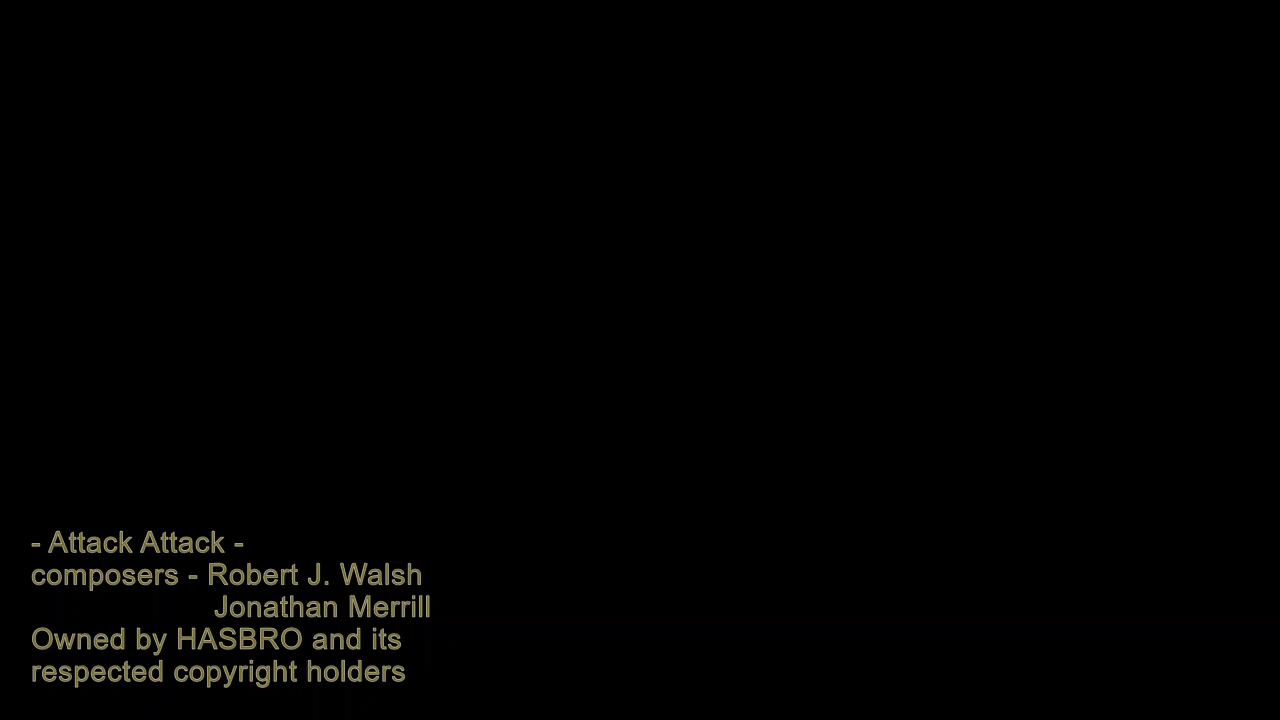 - Attack Attack -
composers - Robert J. Walsh
Jonathan Merrill
Owned by HASBRO and its
respected copyright holders